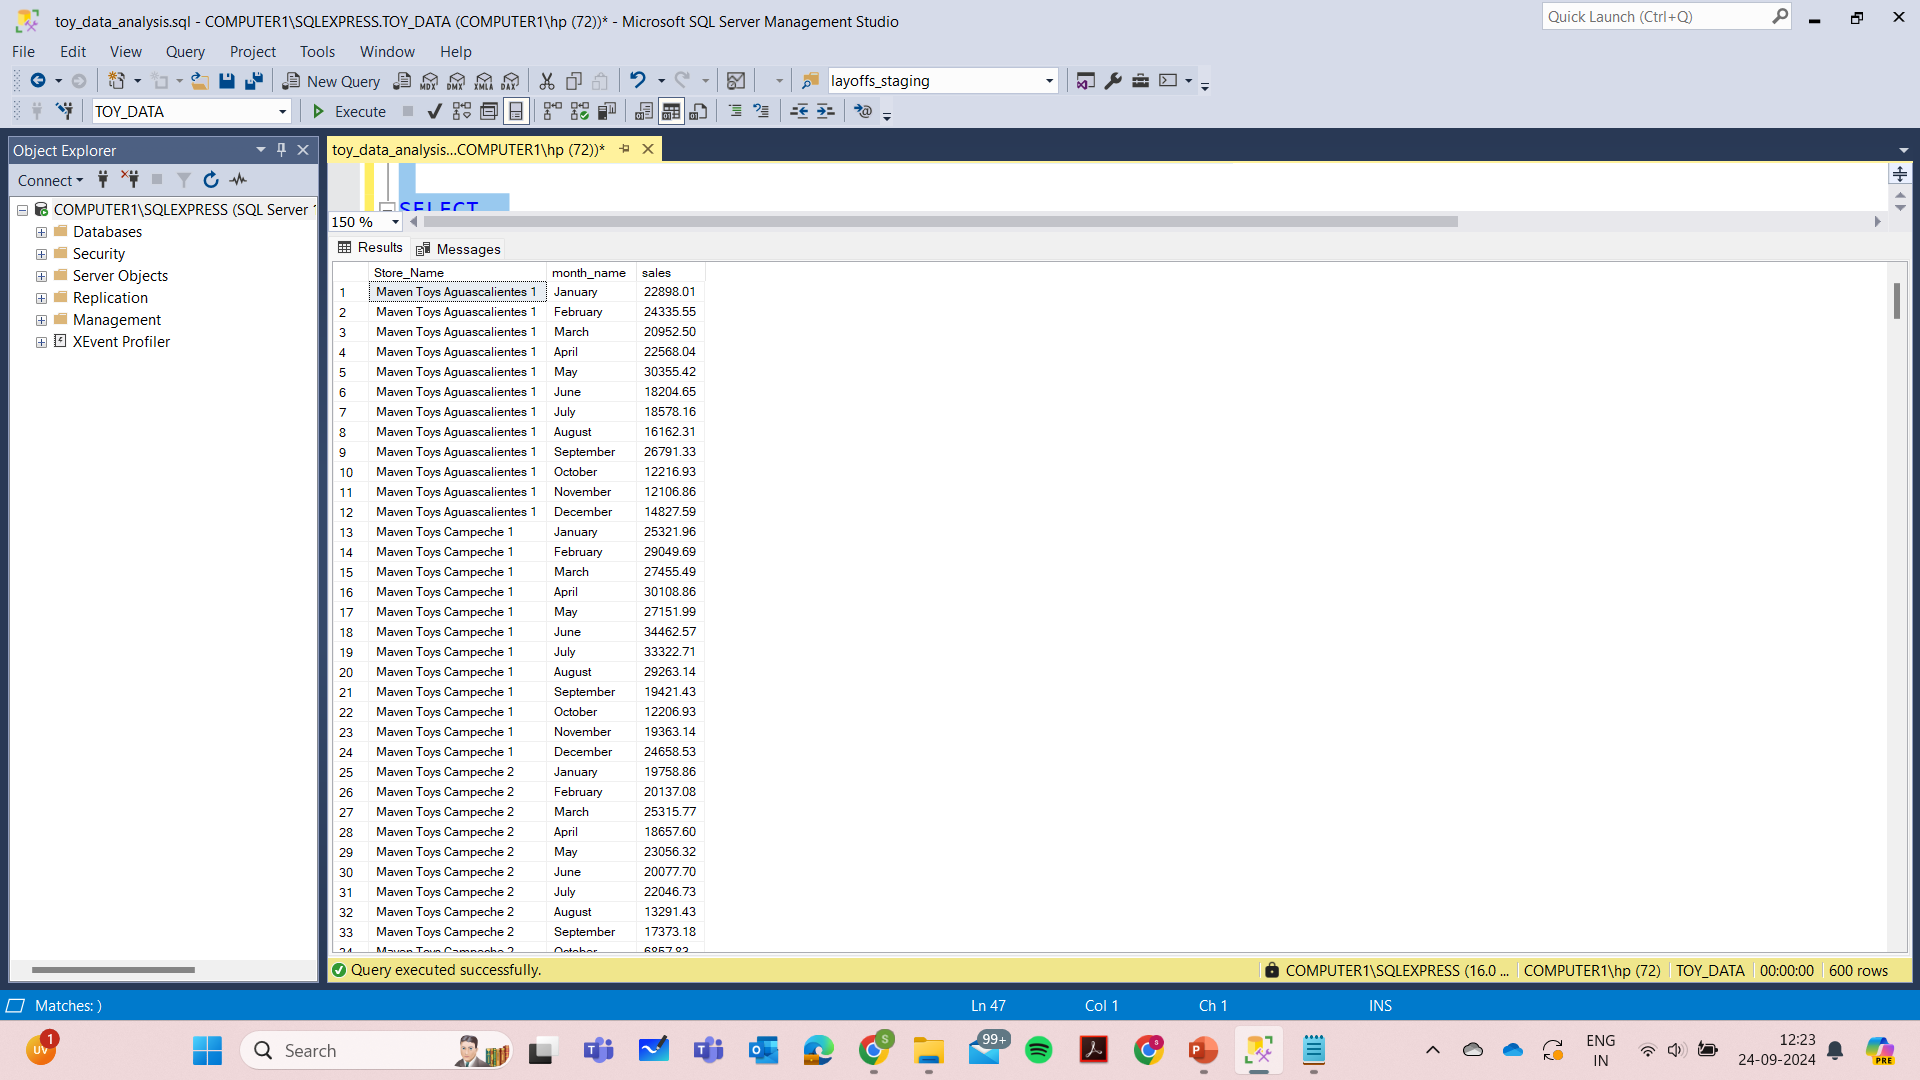 toy_data_analysis.sql - COMPUTER1\SQLEXPRESS.TOY_DATA (COMPUTER1\hp (72))* - Microsoft SQL Server Management Studio
Quick Launch (Ctrl+Q)
File Edit View Query Project Tools Window Help
New Query MDX DMX XMLA DAX layoffs_staging
TOY_DATA Execute
Object Explorer
toy_data_analysis...COMPUTER1\hp (72))*
Connect
COMPUTER1\SQLEXPRESS (SQL Server
Databases
Security
Server Objects
Replication
Management
XEvent Profiler
SELECT
150 %
Results Messages
Store_Name month_name sales
1 Maven Toys Aguascalientes 1 January 22898.01
2 Maven Toys Aguascalientes 1 February 24335.55
3 Maven Toys Aguascalientes 1 March 20952.50
4 Maven Toys Aguascalientes 1 April 22568.04
5 Maven Toys Aguascalientes 1 May 30355.42
6 Maven Toys Aguascalientes 1 June 18204.65
7 Maven Toys Aguascalientes 1 July 18578.16
8 Maven Toys Aguascalientes 1 August 16162.31
9 Maven Toys Aguascalientes 1 September 26791.33
10 Maven Toys Aguascalientes 1 October 12216.93
11 Maven Toys Aguascalientes 1 November 12106.86
12 Maven Toys Aguascalientes 1 December 14827.59
13 Maven Toys Campeche 1 January 25321.96
14 Maven Toys Campeche 1 February 29049.69
15 Maven Toys Campeche 1 March 27455.49
16 Maven Toys Campeche 1 April 30108.86
17 Maven Toys Campeche 1 May 27151.99
18 Maven Toys Campeche 1 June 34462.57
19 Maven Toys Campeche 1 July 33322.71
20 Maven Toys Campeche 1 August 29263.14
21 Maven Toys Campeche 1 September 19421.43
22 Maven Toys Campeche 1 October 12206.93
23 Maven Toys Campeche 1 November 19363.14
24 Maven Toys Campeche 1 December 24658.53
25 Maven Toys Campeche 2 January 19758.86
26 Maven Toys Campeche 2 February 20137.08
27 Maven Toys Campeche 2 March 25315.77
28 Maven Toys Campeche 2 April 18657.60
29 Maven Toys Campeche 2 May 23056.32
30 Maven Toys Campeche 2 June 20077.70
31 Maven Toys Campeche 2 July 22046.73
32 Maven Toys Campeche 2 August 13291.43
33 Maven Toys Campeche 2 September 17373.18
34 Maven Toys Campeche 2 October 6857.83
Query executed successfully.
COMPUTER1\SQLEXPRESS (16.0 ... COMPUTER1\hp (72) TOY_DATA 00:00:00 600 rows
Matches: ) Ln 47 Col 1 Ch 1 INS
UV 1
Search
S
99+
S
ENG
IN
12:23
24-09-2024
PRE